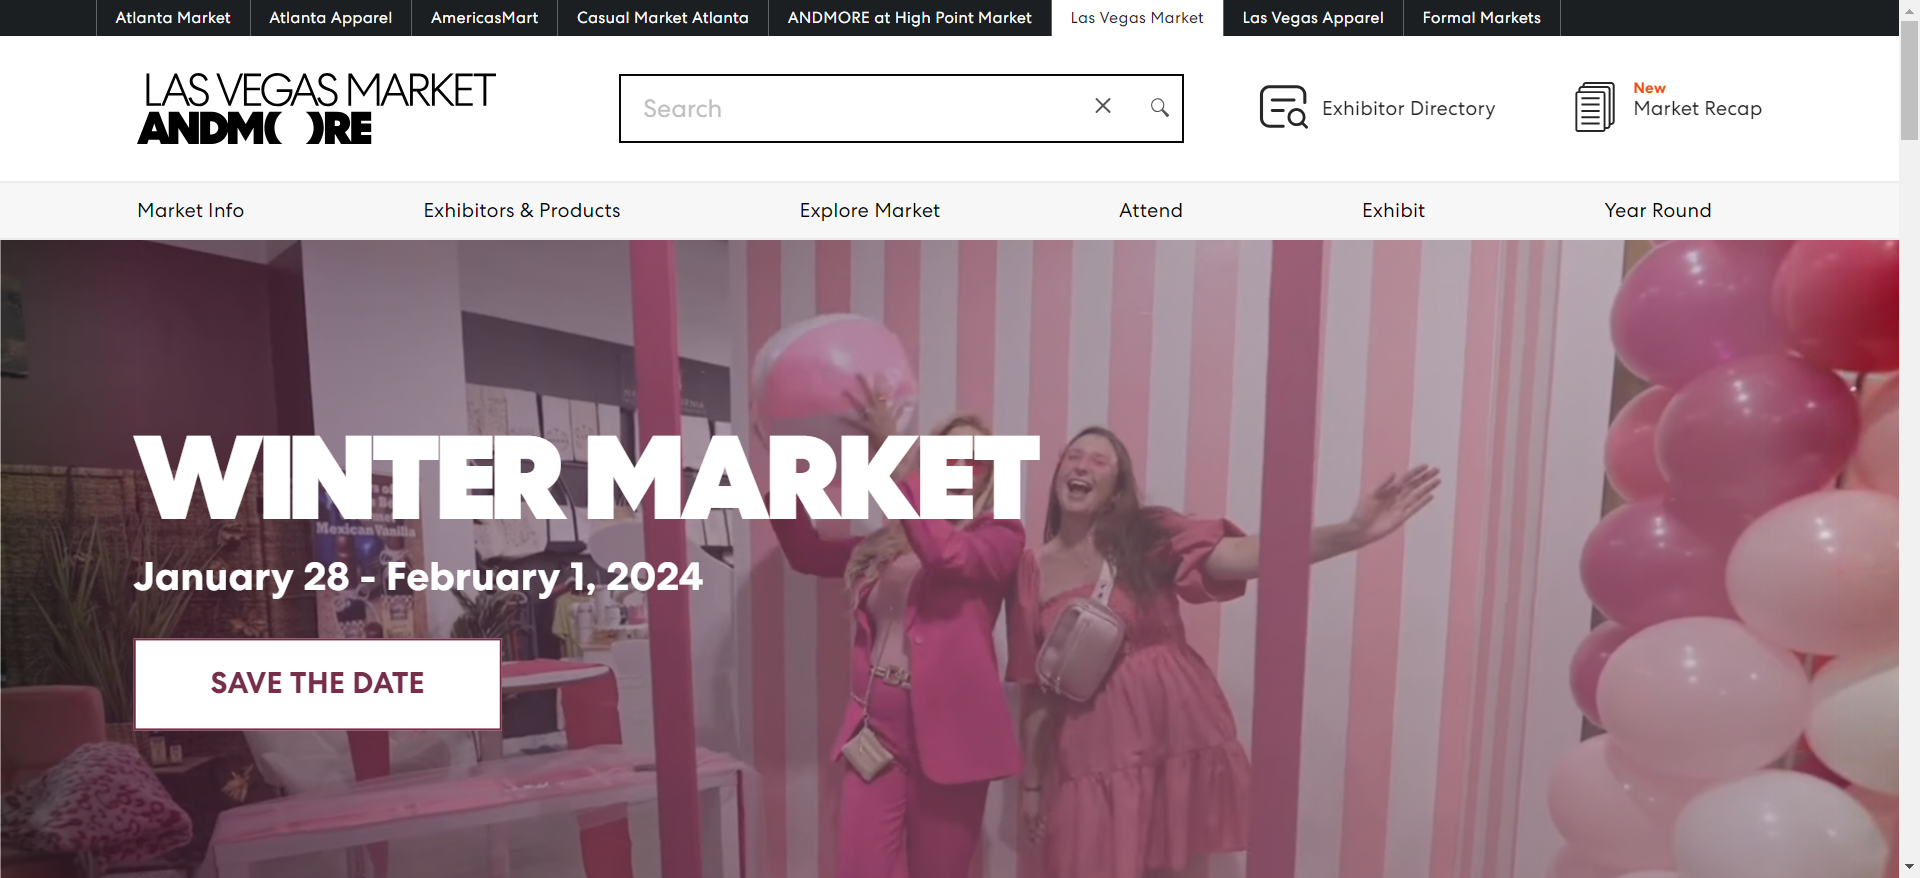 Atlanta Market
Atlanta Apparel
AmericasMart
Casual Market Atlanta
ANDMORE at High Point Market
Las Vegas Market
Las Vegas Apparel
Formal Markets
LAS VEGAS MARKET
ANDMORE
Search
Exhibitor Directory
New
Market Recap
Market Info
Exhibitors & Products
Explore Market
Attend
Exhibit
Year Round
WINTER MARKET
Mexican Vanilla
January 28 - February 1, 2024
SAVE THE DATE